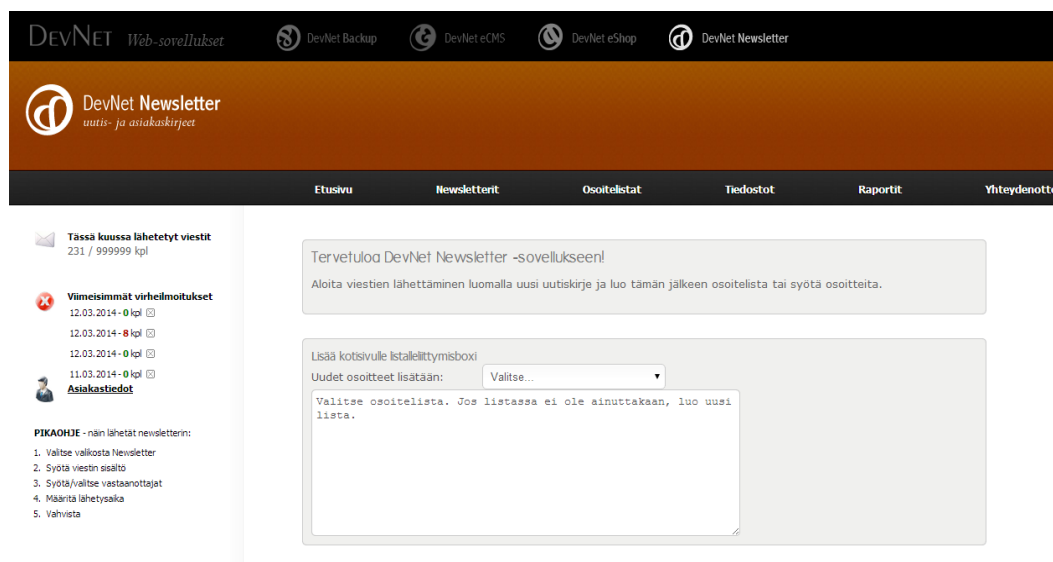 DEVNET Web-sovellukset DevNet Backup DevNet eCMS DevNet eShop DevNet Newsletter
DevNet Newsletter
uutis- ja asiakaskirjeet
Etusivu Newsletterit Osoitelistat Tiedostot Raportit Yhteydenotto
Tässä kuussa lähetetyt viestit
231 / 999999 kpl
Viimeisimmät virheilmoitukset
12.03.2014 - 0 kpl
12.03.2014 - 8 kpl
12.03.2014 - 0 kpl
11.03.2014 - 0 kpl
Asiakastiedot
PIKAOHJE - näin lähetät newsletterin:
1. Valitse valikosta Newsletter
2. Syötä viestin sisältö
3. Syötä/valitse vastaanottajat
4. Määritä lähetysaika
5. Vahvista
Tervetuloa DevNet Newsletter -sovellukseen!
Aloita viestien lähettäminen luomalla uusi uutiskirje ja luo tämän jälkeen osoitelista tai syötä osoitteita.
Lisää kotisivulle listalleliittymisboxi
Uudet osoitteet lisätään: Valitse...
Valitse osoitelista. Jos listassa ei ole ainuttakaan, luo uusi
lista.